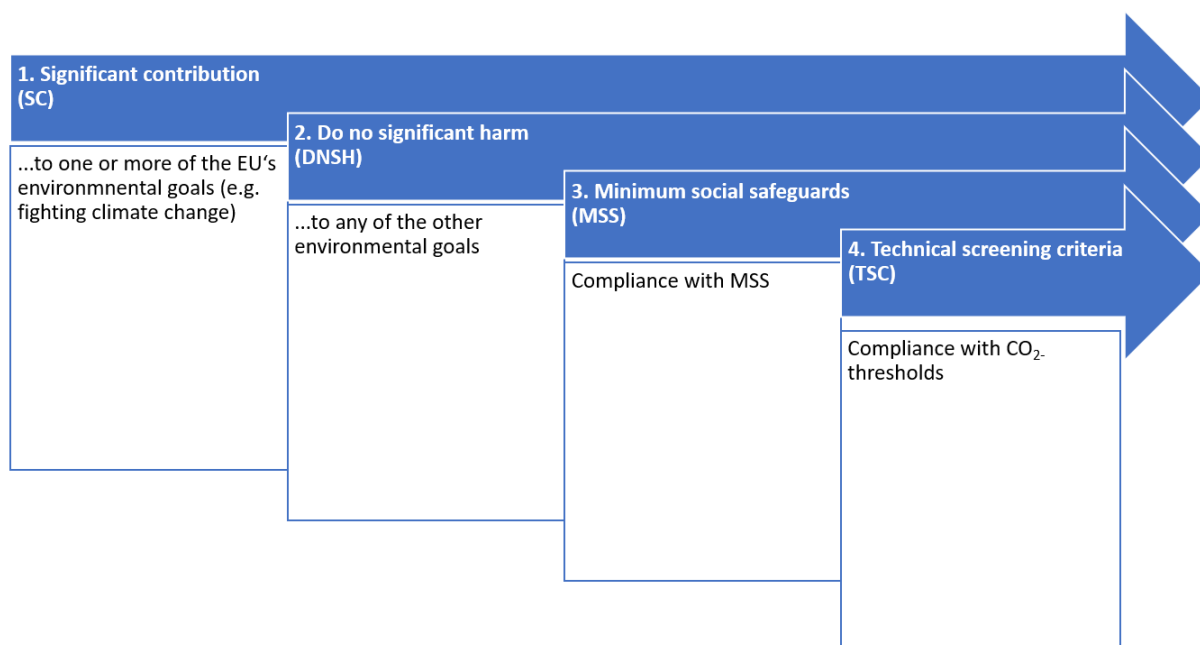 1. Significant contribution
(SC)
...to one or more of the EU‘s
environmnental goals (e.g.
fighting climate change)
2. Do no significant harm
(DNSH)
...to any of the other
environmental goals
3. Minimum social safeguards
(MSS)
Compliance with MSS
4. Technical screening criteria
(TSC)
Compliance with CO₂-
thresholds